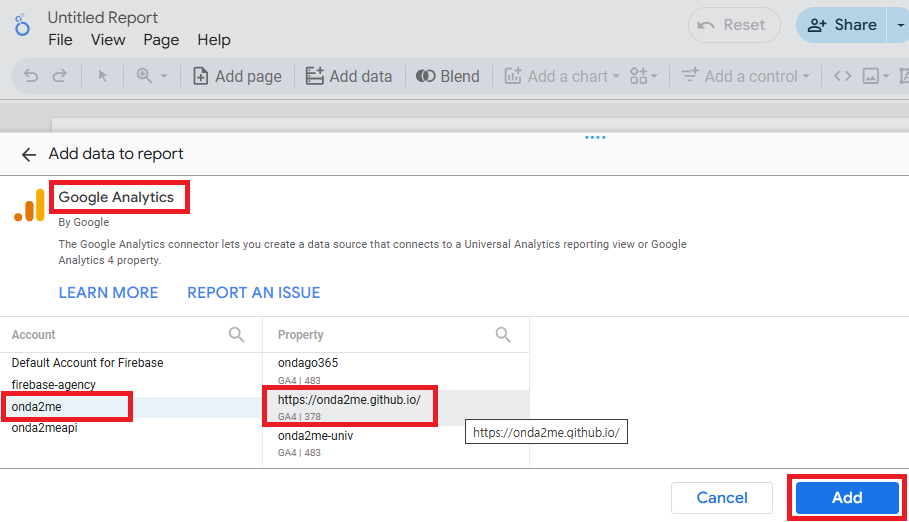 Untitled Report
File View Page Help
Reset
Share
Add page
Add data
Blend
Add a chart
Add a control
Add data to report
Google Analytics
By Google
The Google Analytics connector lets you create a data source that connects to a Universal Analytics reporting view or Google
Analytics 4 property.
LEARN MORE REPORT AN ISSUE
Account
Default Account for Firebase
firebase-agency
onda2me
onda2meapi
Property
ondago365
GA4 | 483
https://onda2me.github.io/
GA4 | 378
onda2me-univ
GA4 | 483
https://onda2me.github.io/
Cancel
Add